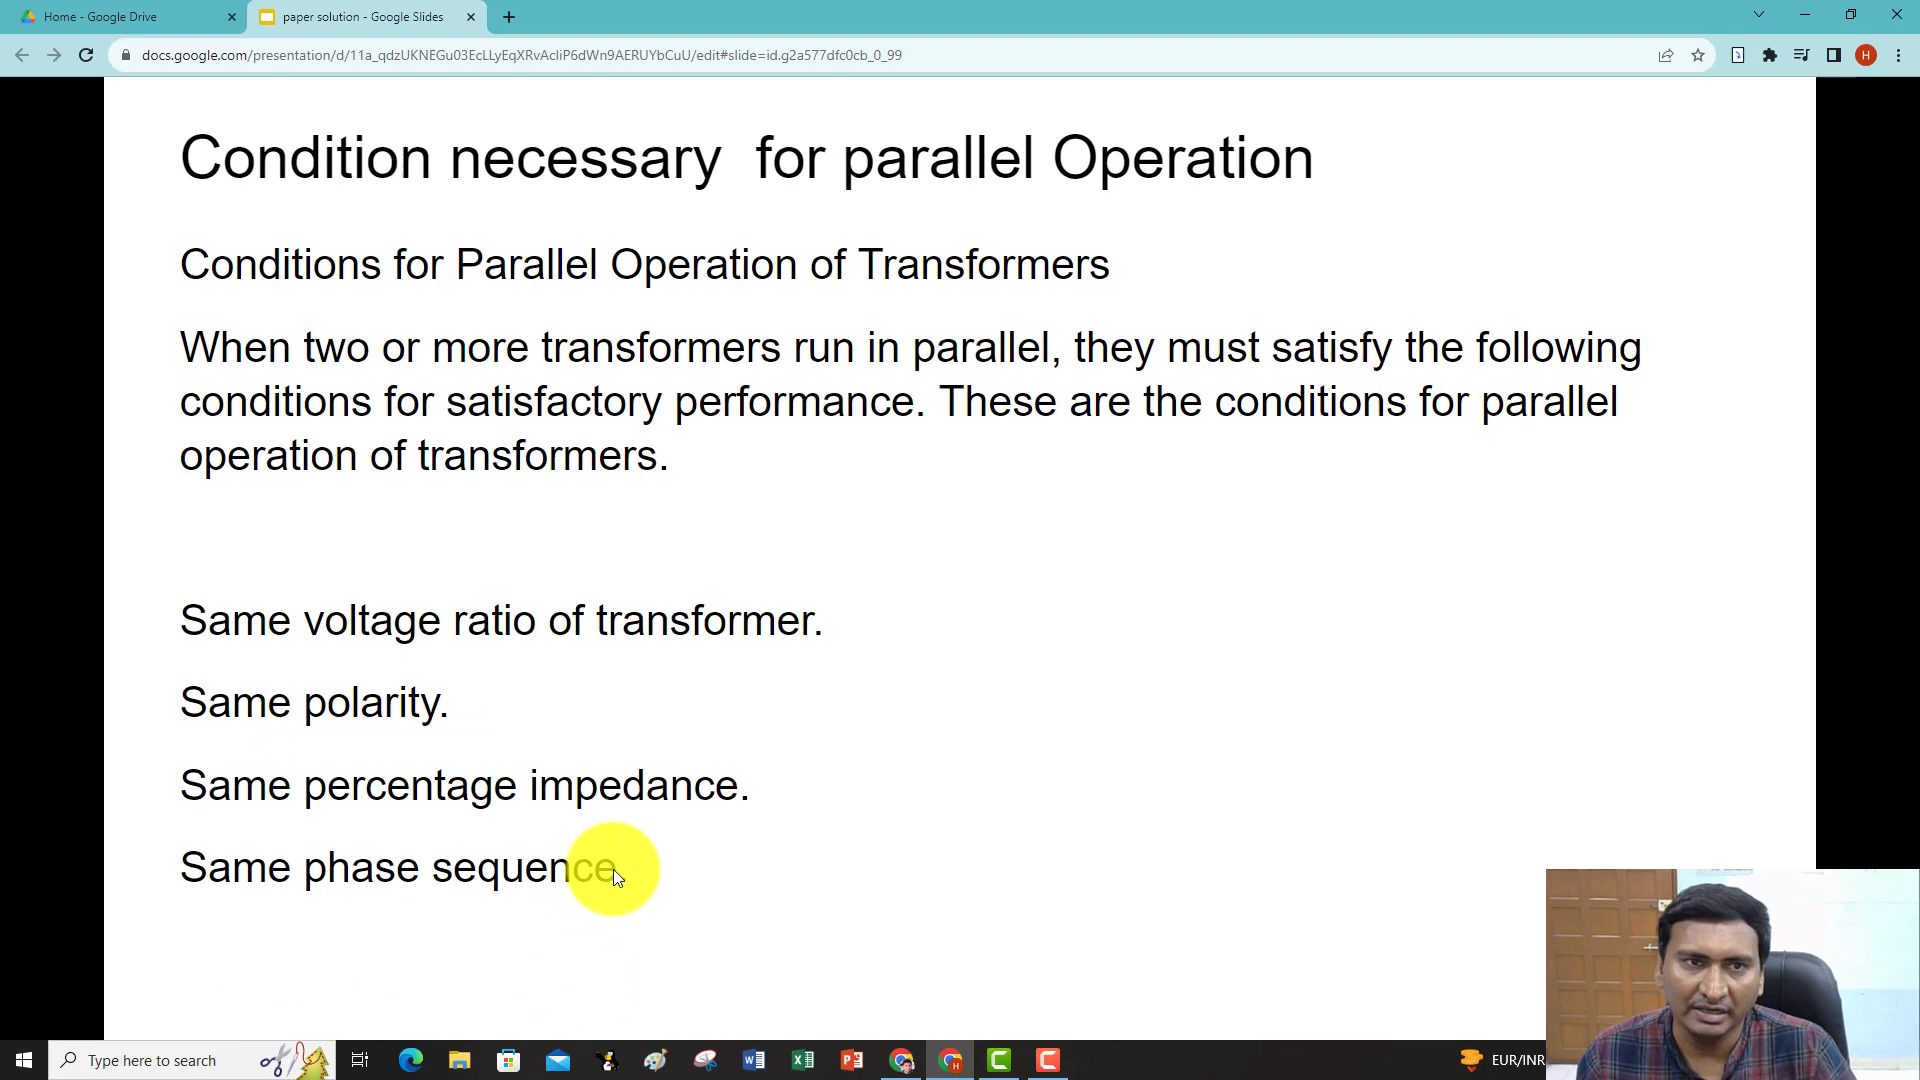 Home - Google Drive
paper solution - Google Slides
docs.google.com/presentation/d/11a_qdzUKNEGu03EcLLyEqXRvAcliP6dWn9AERUYbCuU/edit#slide=id.g2a577dfc0cb_0_99
H
Condition necessary for parallel Operation
Conditions for Parallel Operation of Transformers
When two or more transformers run in parallel, they must satisfy the following
conditions for satisfactory performance. These are the conditions for parallel
operation of transformers.
Same voltage ratio of transformer.
Same polarity.
Same percentage impedance.
Same phase sequence
Type here to search
EUR/INR